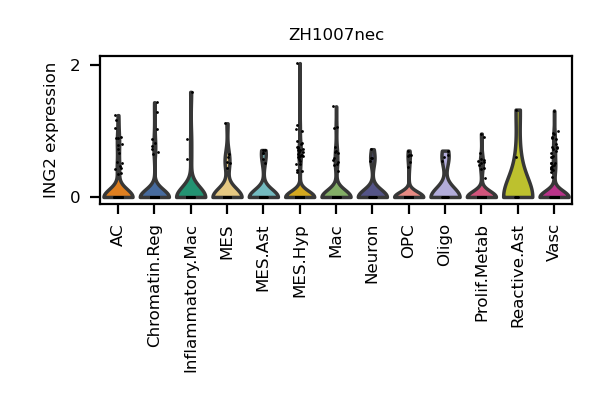 ZH1007nec
ING2 expression
2
0
AC
Chromatin.Reg
Inflammatory.Mac
MES
MES.Ast
MES.Hyp
Mac
Neuron
OPC
Oligo
Prolif.Metab
Reactive.Ast
Vasc